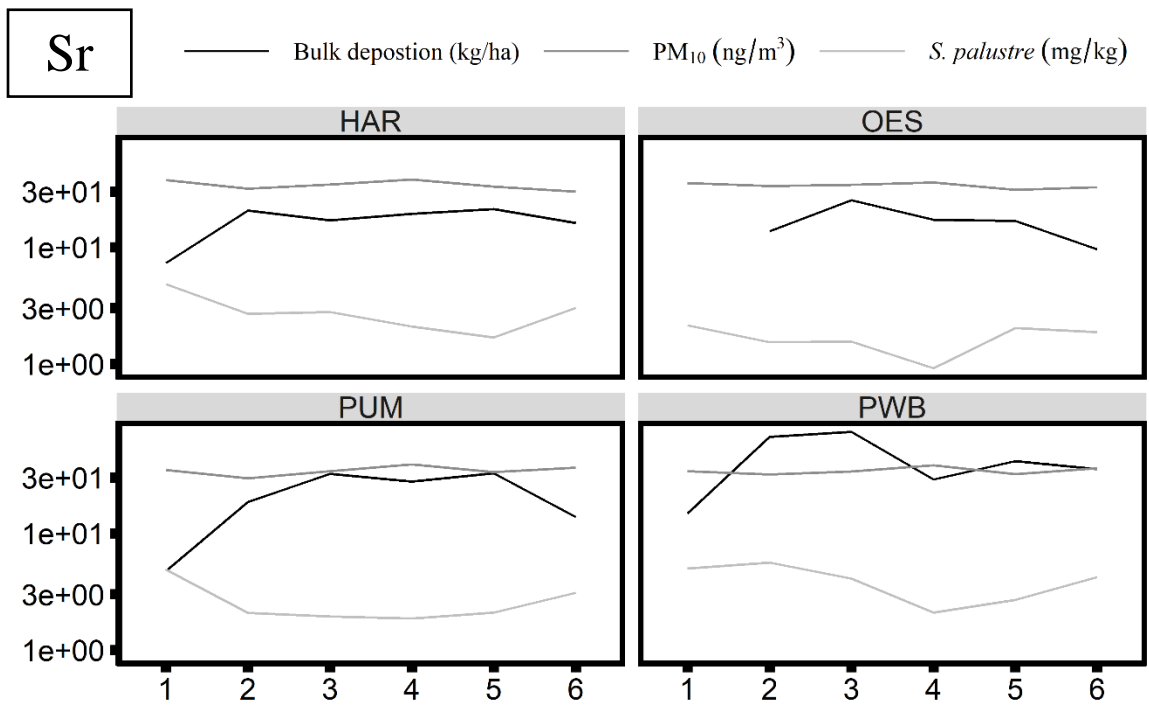 Sr
Bulk depostion (kg/ha) PM₁₀ (ng/m³) S. palustre (mg/kg)
HAR OES
3e+01
1e+01
3e+00
1e+00
PUM PWB
3e+01
1e+01
3e+00
1e+00
1 2 3 4 5 6 1 2 3 4 5 6